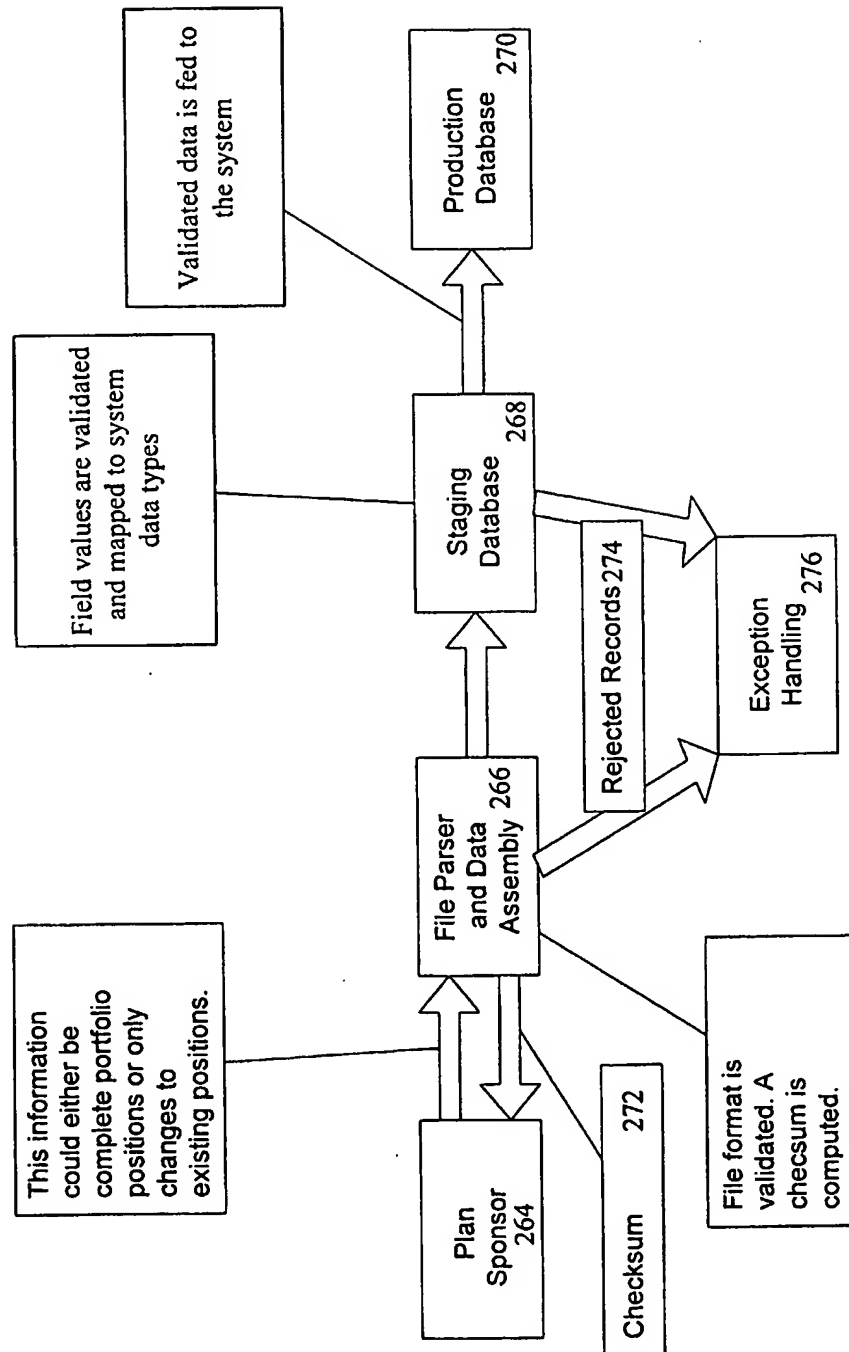 This information
could either be
complete portfolio
positions or only
changes to
existing positions.
Field values are validated
and mapped to system
data types
Validated data is fed to
the system
Plan
Sponsor
264
File Parser
and Data
Assembly 266
Staging
Database
268
Production
Database
270
Checksum 272
Rejected Records 274
File format is
validated. A
checsum is
computed.
Exception
Handling
276